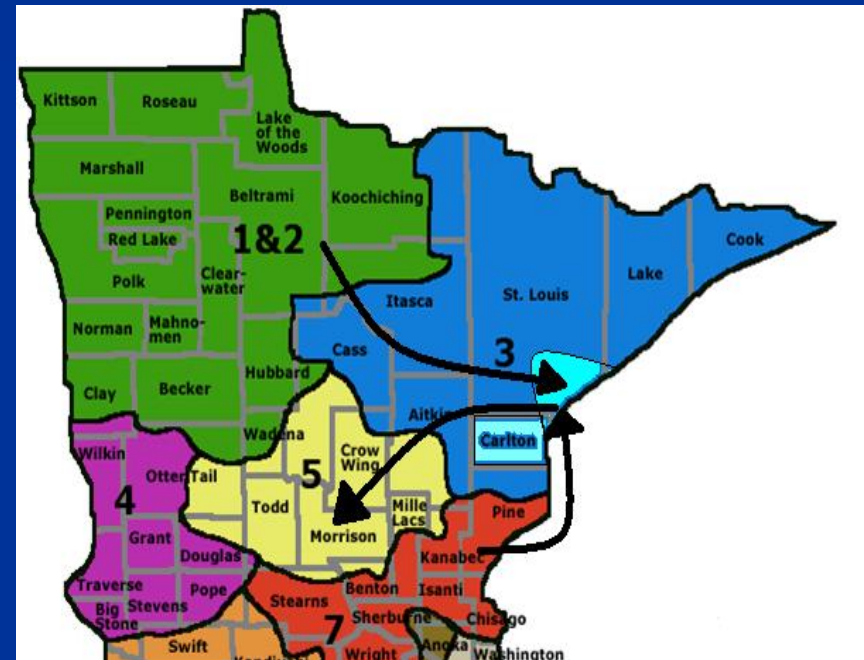 Kittson
Roseau
Lake
of the
Woods
Marshall
Beltrami
Koochiching
Pennington
Red Lake
1&2
Polk
Clear-
water
Cook
Lake
St. Louis
Itasca
Norman
Mahno-
men
Cass
3
Hubbard
Clay
Becker
Aitkin
Wadena
Carlton
Wilkin
Crow
Wing
Otter Tail
5
4
Todd
Mille
Lacs
Pine
Morrison
Grant
Douglas
Kanabec
Traverse
Pope
Benton
Isanti
Big
Stone
Stevens
Stearns
Sherburne
Chisago
7
Swift
Anoka
Wright
Washington